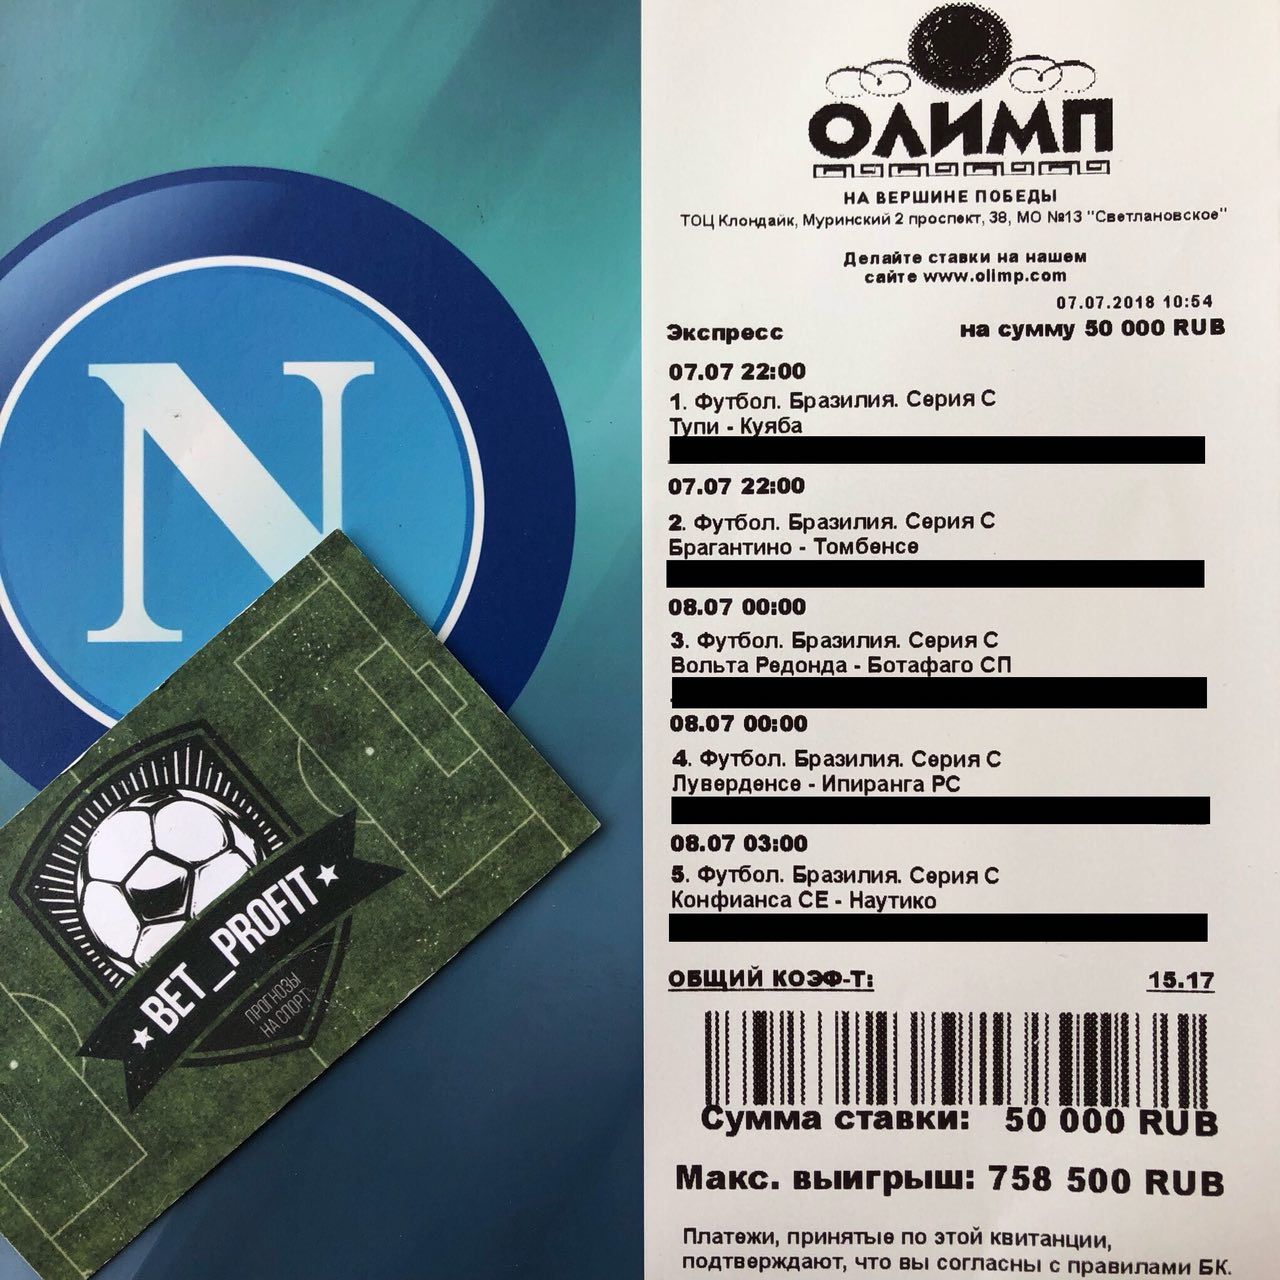 N
BET_PROFIT
ПРОГНОЗЫ
НА СПОРТ
ОЛИМП
НА ВЕРШИНЕ ПОБЕДЫ
ТОЦ Клондайк, Муринский 2 проспект, 38, МО №13 "Светлановское"
Делайте ставки на нашем
сайте www.olimp.com
07.07.2018 10:54
Экспресс на сумму 50 000 RUB
07.07 22:00
1. Футбол. Бразилия. Серия С
Тупи - Куяба
07.07 22:00
2. Футбол. Бразилия. Серия С
Брагантино - Томбенсе
08.07 00:00
3. Футбол. Бразилия. Серия С
Вольта Редонда - Ботафаго СП
08.07 00:00
4. Футбол. Бразилия. Серия С
Луверденсе - Ипиранга РС
08.07 03:00
5. Футбол. Бразилия. Серия С
Конфианса СЕ - Наутико
ОБЩИЙ КОЭФ-Т: 15.17
Сумма ставки: 50 000 RUB
Макс. выигрыш: 758 500 RUB
Платежи, принятые по этой квитанции,
подтверждают, что вы согласны с правилами БК.